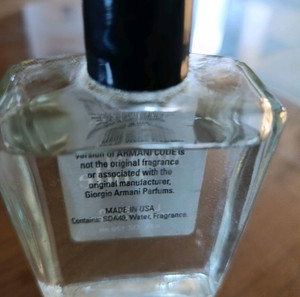 version of ARMANI CODE is
not the original fragrance
or associated with the
original manufacturer,
Giorgio Armani Parfums.
MADE IN USA
Contains: SD40B, Water, Fragrance.